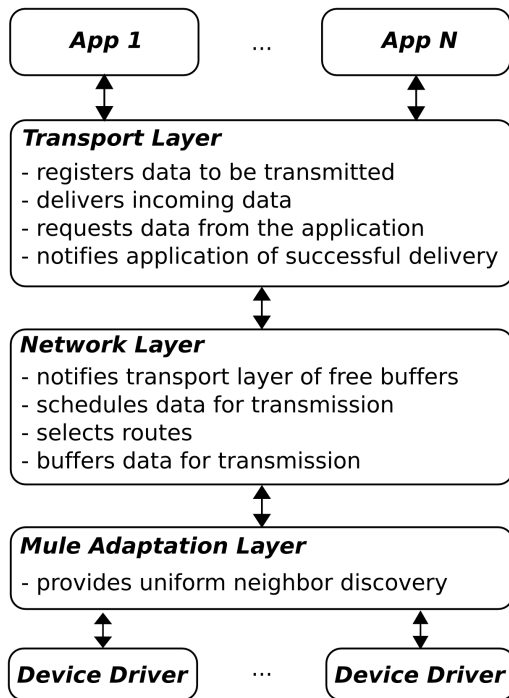 App 1 ... App N
Transport Layer
- registers data to be transmitted
- delivers incoming data
- requests data from the application
- notifies application of successful delivery
Network Layer
- notifies transport layer of free buffers
- schedules data for transmission
- selects routes
- buffers data for transmission
Mule Adaptation Layer
- provides uniform neighbor discovery
Device Driver ... Device Driver